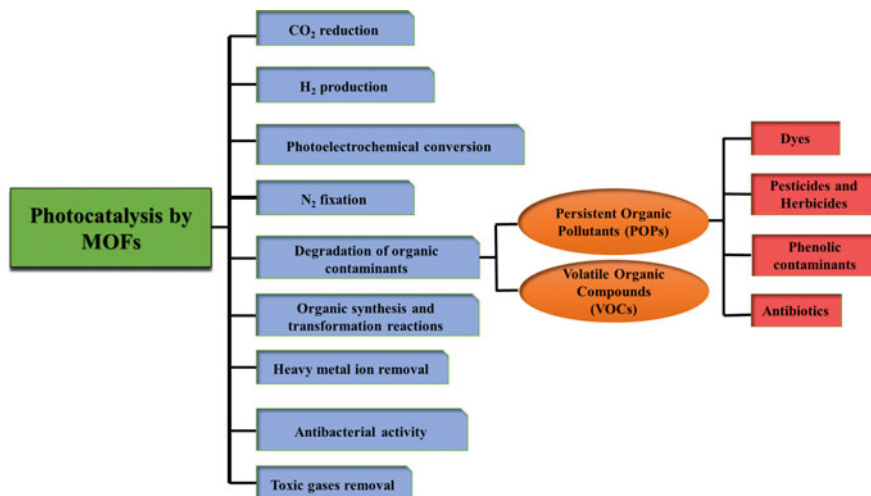 Photocatalysis by
MOFs
CO₂ reduction
H₂ production
Photoelectrochemical conversion
N₂ fixation
Degradation of organic
contaminants
Organic synthesis and
transformation reactions
Heavy metal ion removal
Antibacterial activity
Toxic gases removal
Persistent Organic
Pollutants (POPs)
Volatile Organic
Compounds
(VOCs)
Dyes
Pesticides and
Herbicides
Phenolic
contaminants
Antibiotics